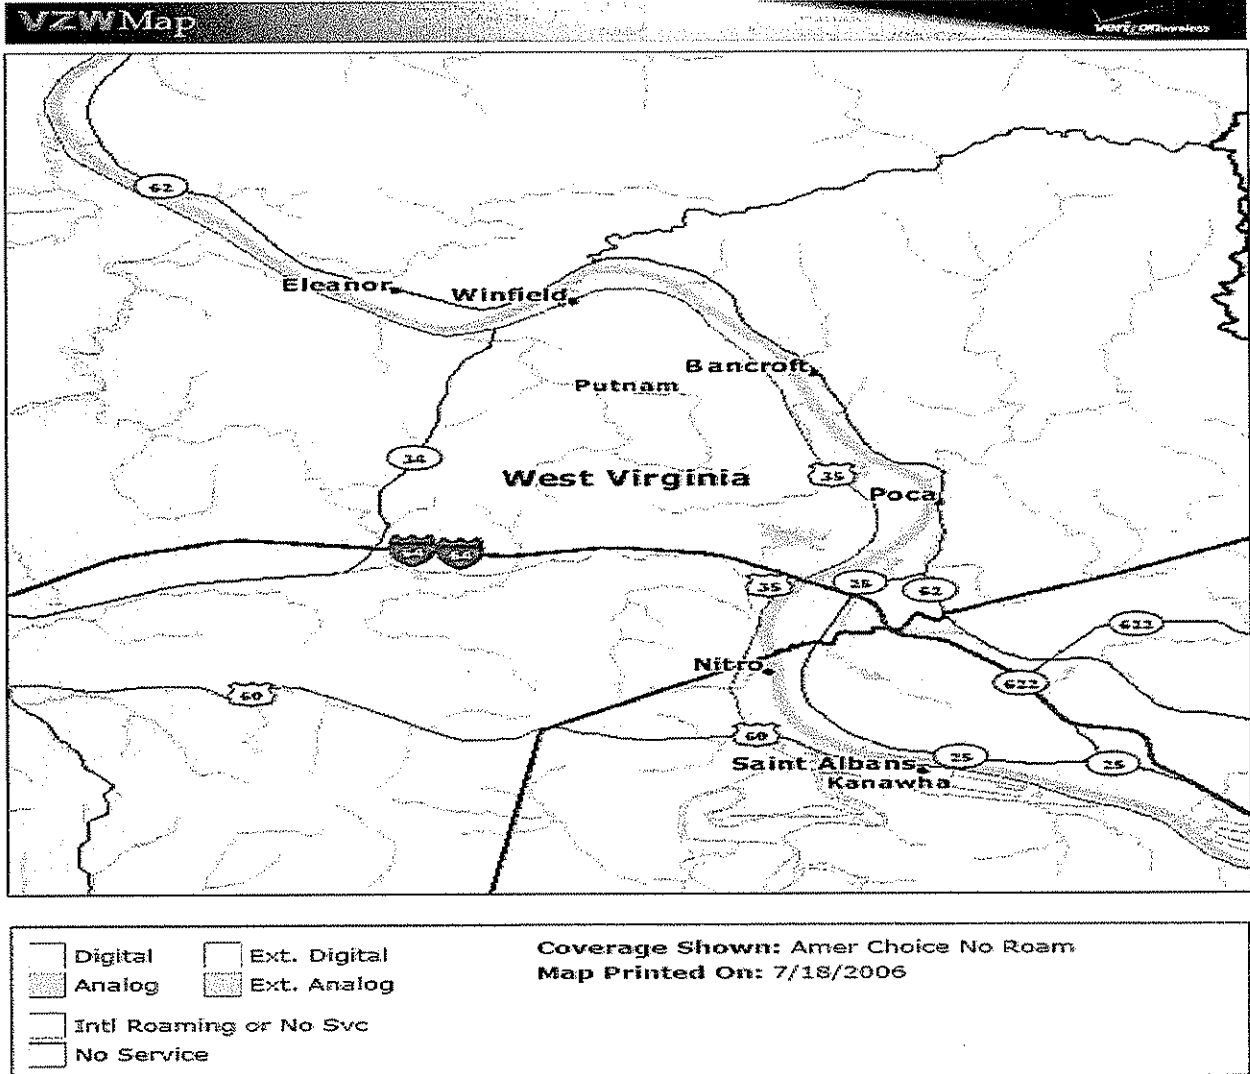 VZWMap
verizonwireless
62
Eleanor
Winfield
Bancroft
Putnam
34
West Virginia
35
Poca
35
25
62
622
Nitro
622
60
60
Saint Albans
25
25
Kanawha
Digital
Ext. Digital
Coverage Shown: Amer Choice No Roam
Analog
Ext. Analog
Map Printed On: 7/18/2006
Intl Roaming or No Svc
No Service